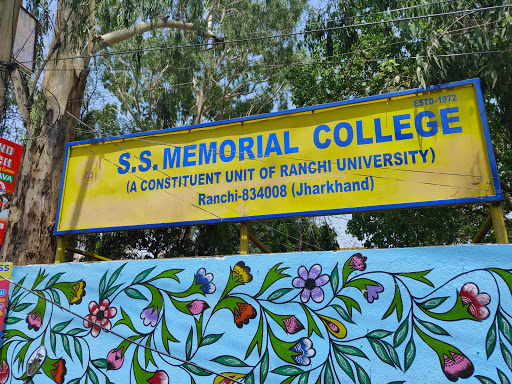 ESTD-1972
S.S. MEMORIAL COLLEGE
(A CONSTITUENT UNIT OF RANCHI UNIVERSITY)
Ranchi-834008 (Jharkhand)